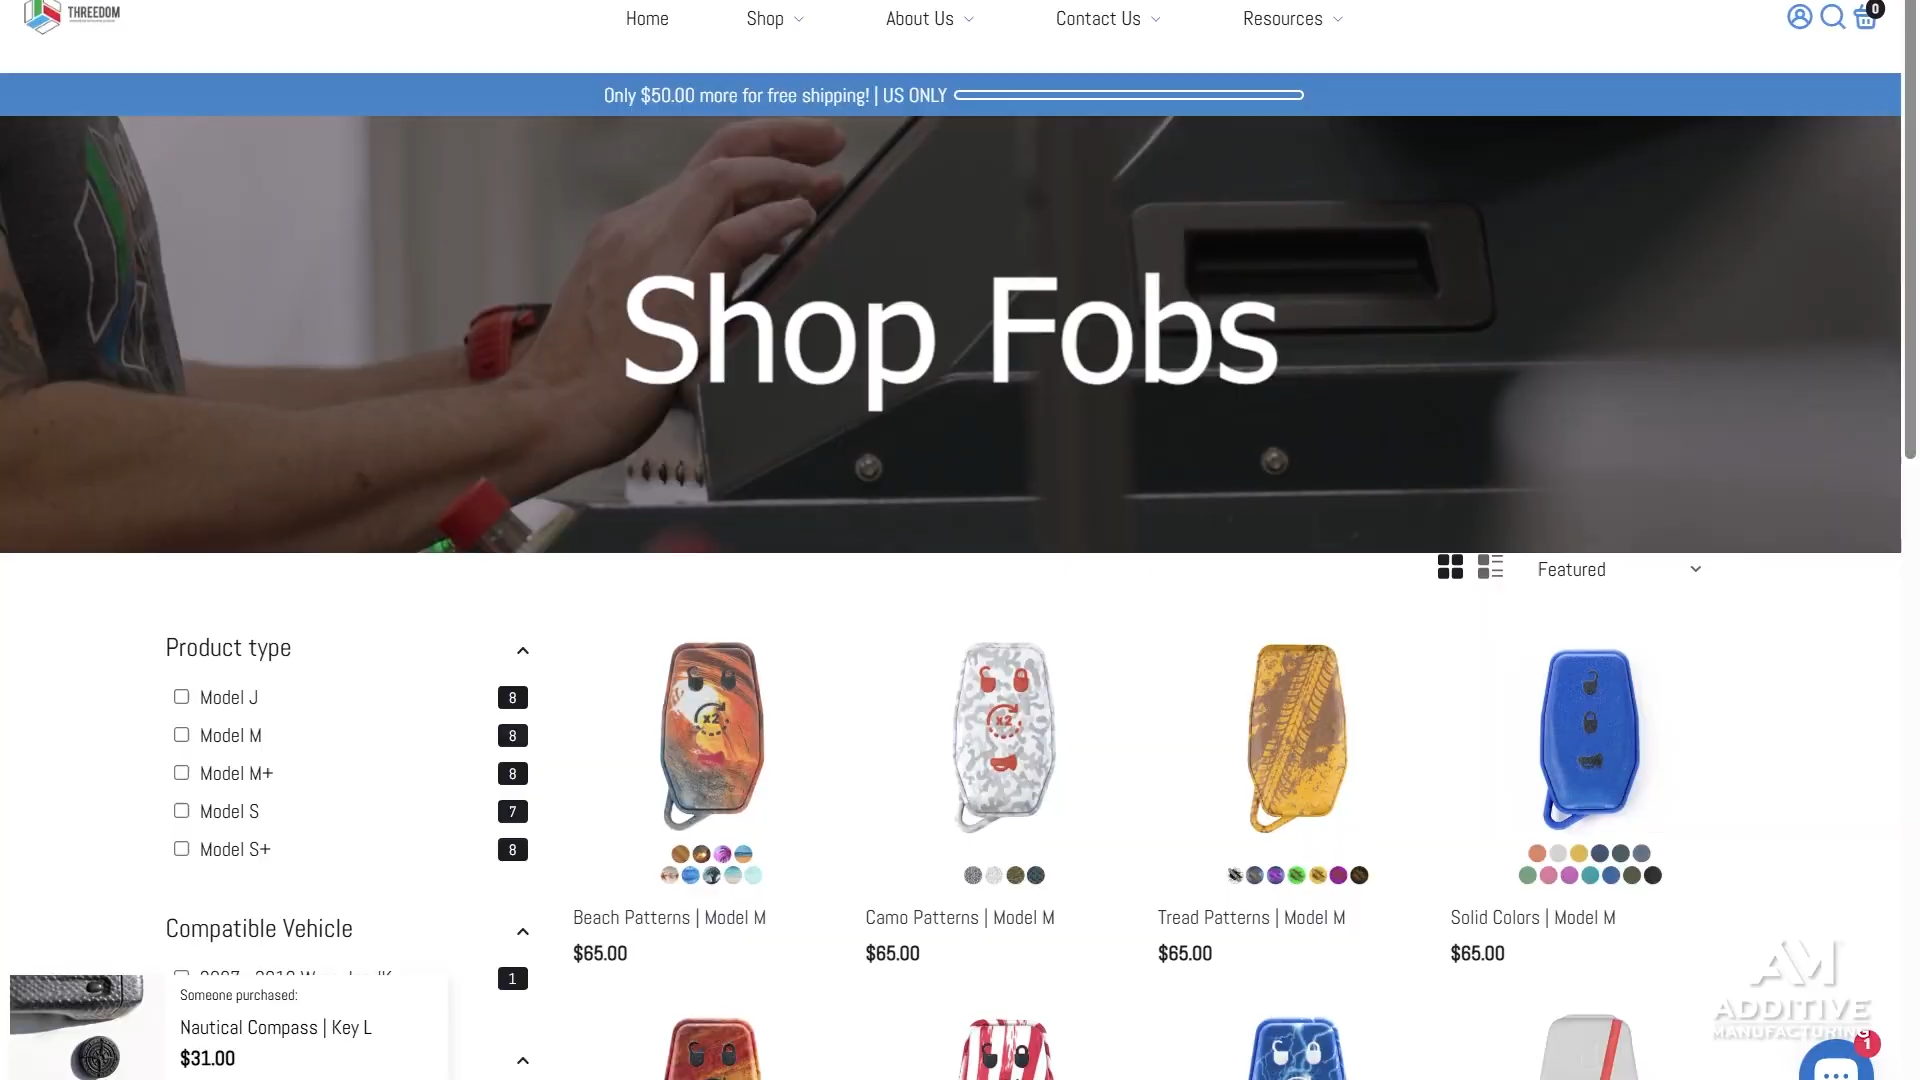 THREEDOM
Home
Shop
About Us
Contact Us
Resources
0
Only $50.00 more for free shipping! | US ONLY
Shop Fobs
Featured
Product type
Model J
8
Model M
8
Model M+
8
Model S
7
Model S+
8
Compatible Vehicle
1
x2
x2
Beach Patterns | Model M
$65.00
Camo Patterns | Model M
$65.00
Tread Patterns | Model M
$65.00
Solid Colors | Model M
$65.00
Someone purchased:
Nautical Compass | Key L
$31.00
AM
ADDITIVE
MANUFACTURING
1